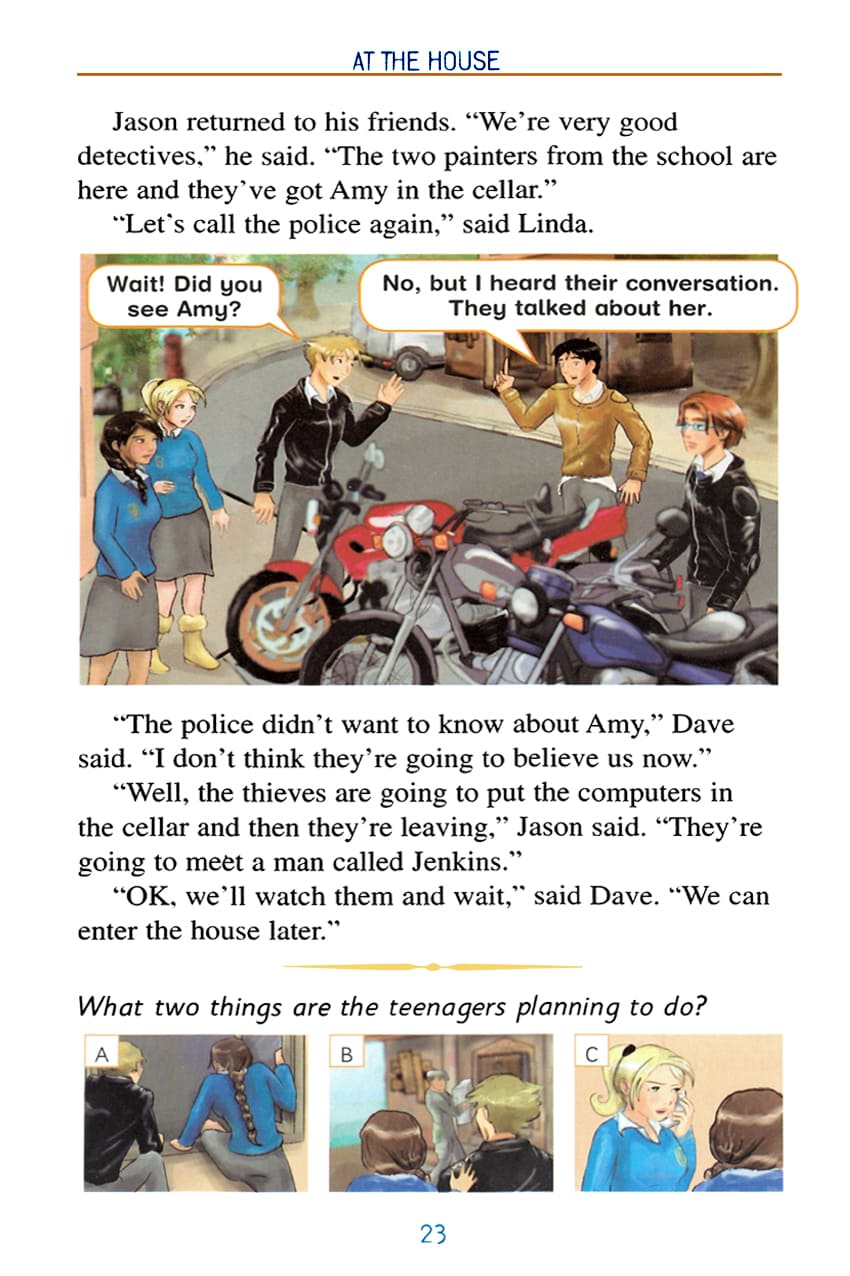 AT THE HOUSE
Jason returned to his friends. “We’re very good
detectives,” he said. “The two painters from the school are
here and they’ve got Amy in the cellar.”
“Let’s call the police again,” said Linda.
Wait! Did you
see Amy?
No, but I heard their conversation.
They talked about her.
“The police didn’t want to know about Amy,” Dave
said. “I don’t think they’re going to believe us now.”
“Well, the thieves are going to put the computers in
the cellar and then they’re leaving,” Jason said. “They’re
going to meet a man called Jenkins.”
“OK, we’ll watch them and wait,” said Dave. “We can
enter the house later.”
What two things are the teenagers planning to do?
A
B
C
23